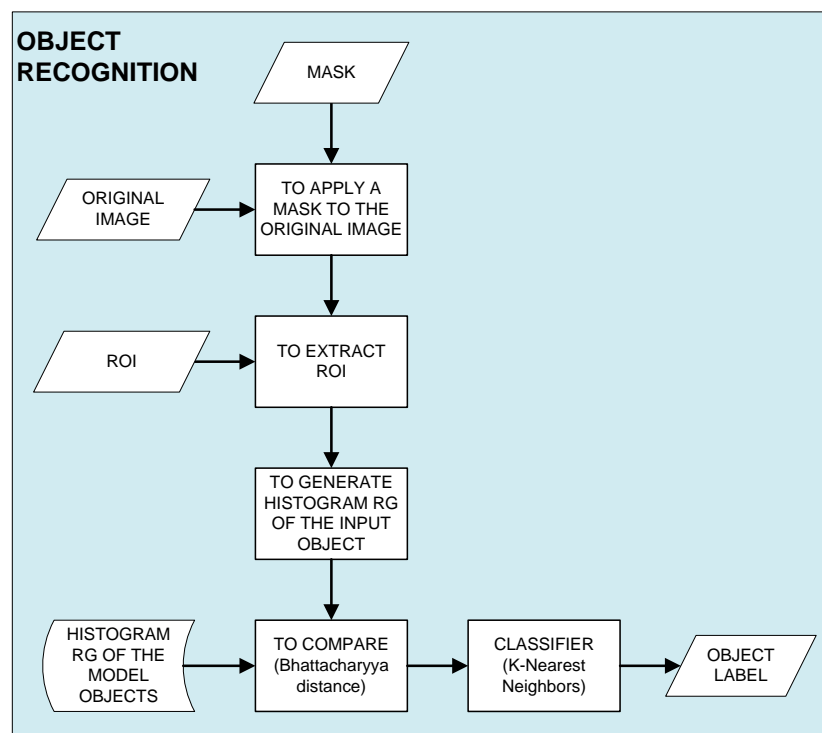 OBJECT
RECOGNITION
MASK
ORIGINAL
IMAGE
TO APPLY A
MASK TO THE
ORIGINAL IMAGE
ROI
TO EXTRACT
ROI
TO GENERATE
HISTOGRAM RG
OF THE INPUT
OBJECT
HISTOGRAM
RG OF THE
MODEL
OBJECTS
TO COMPARE
(Bhattacharyya
distance)
CLASSIFIER
(K-Nearest
Neighbors)
OBJECT
LABEL